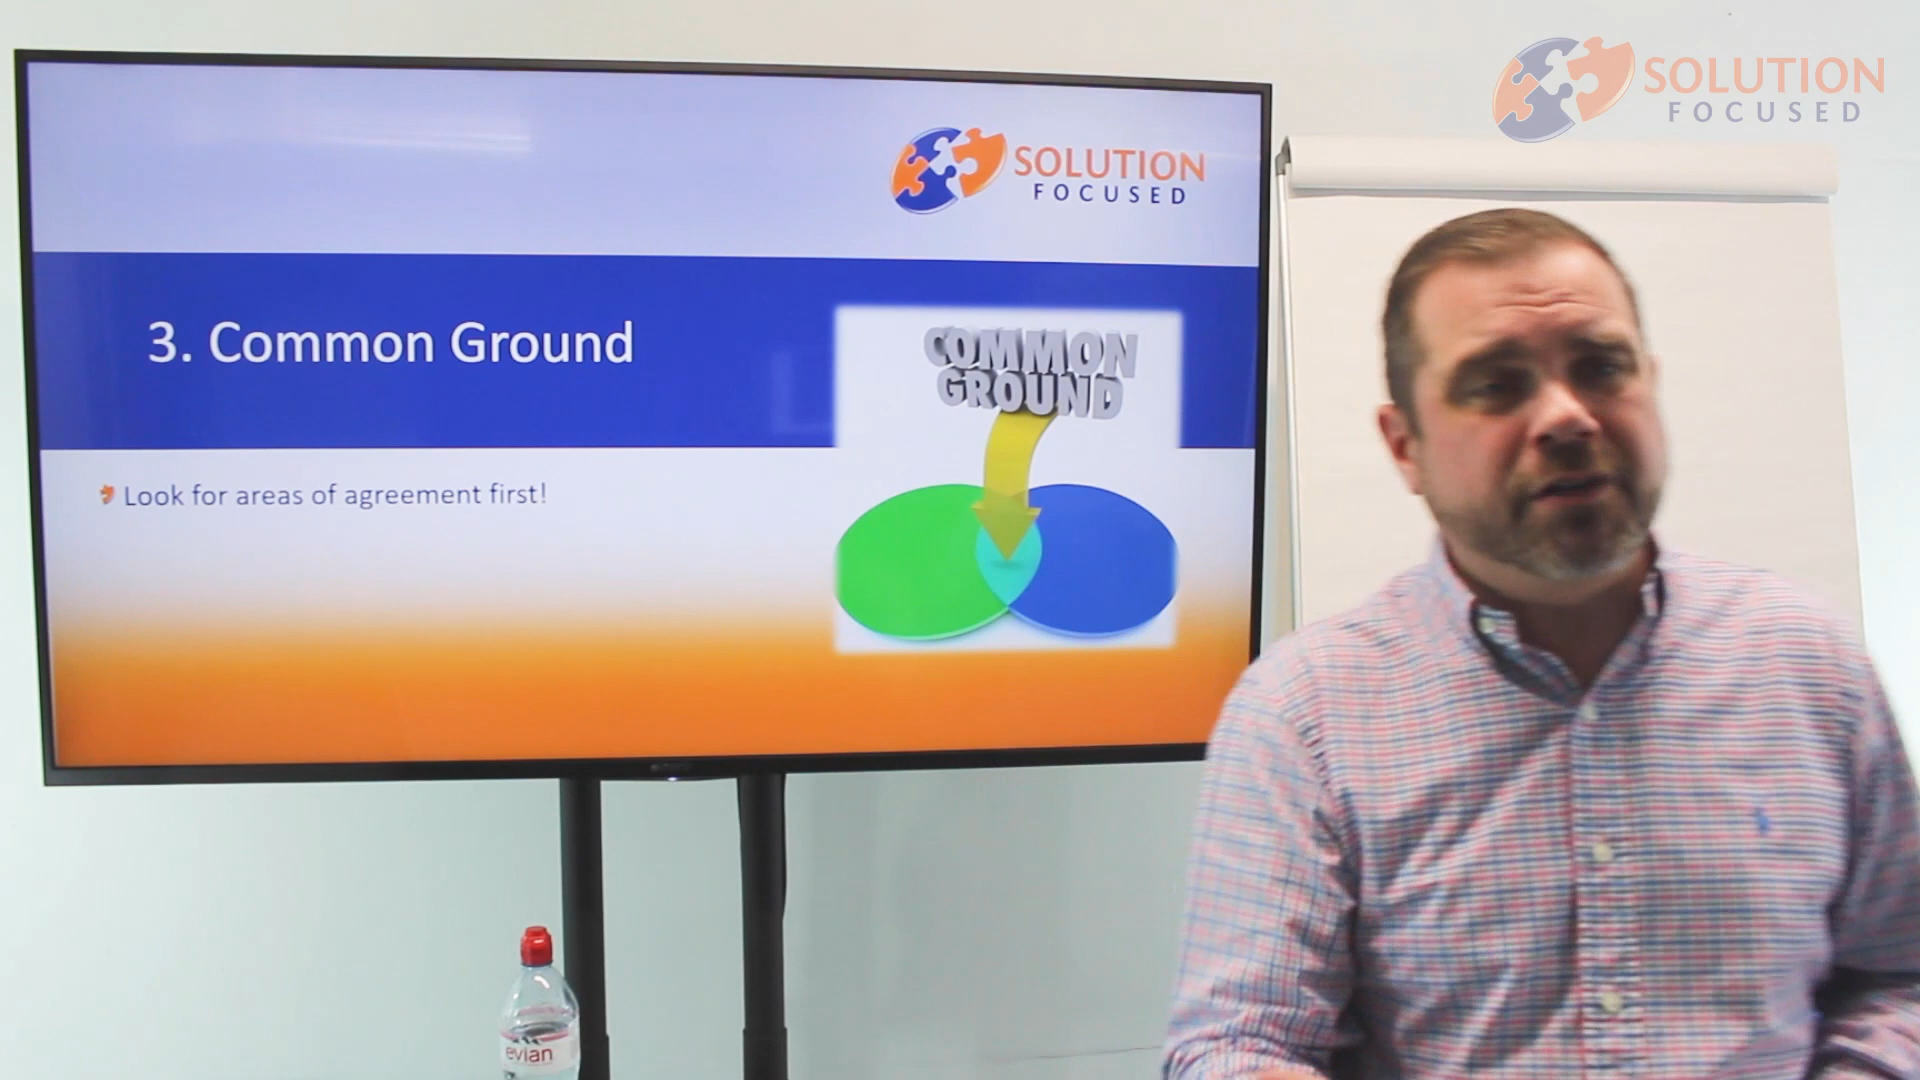 SOLUTION
FOCUSED
SOLUTION
FOCUSED
3. Common Ground
COMMON
GROUND
Look for areas of agreement first!
evian